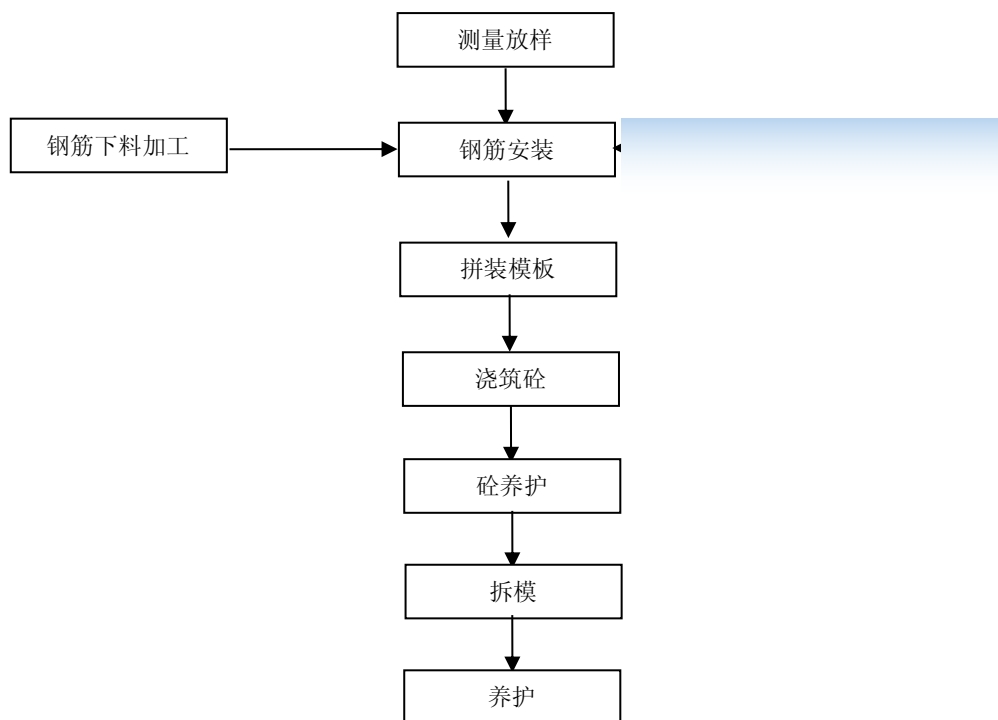 测量放样
钢筋下料加工
钢筋安装
拼装模板
浇筑砼
砼养护
拆模
养护